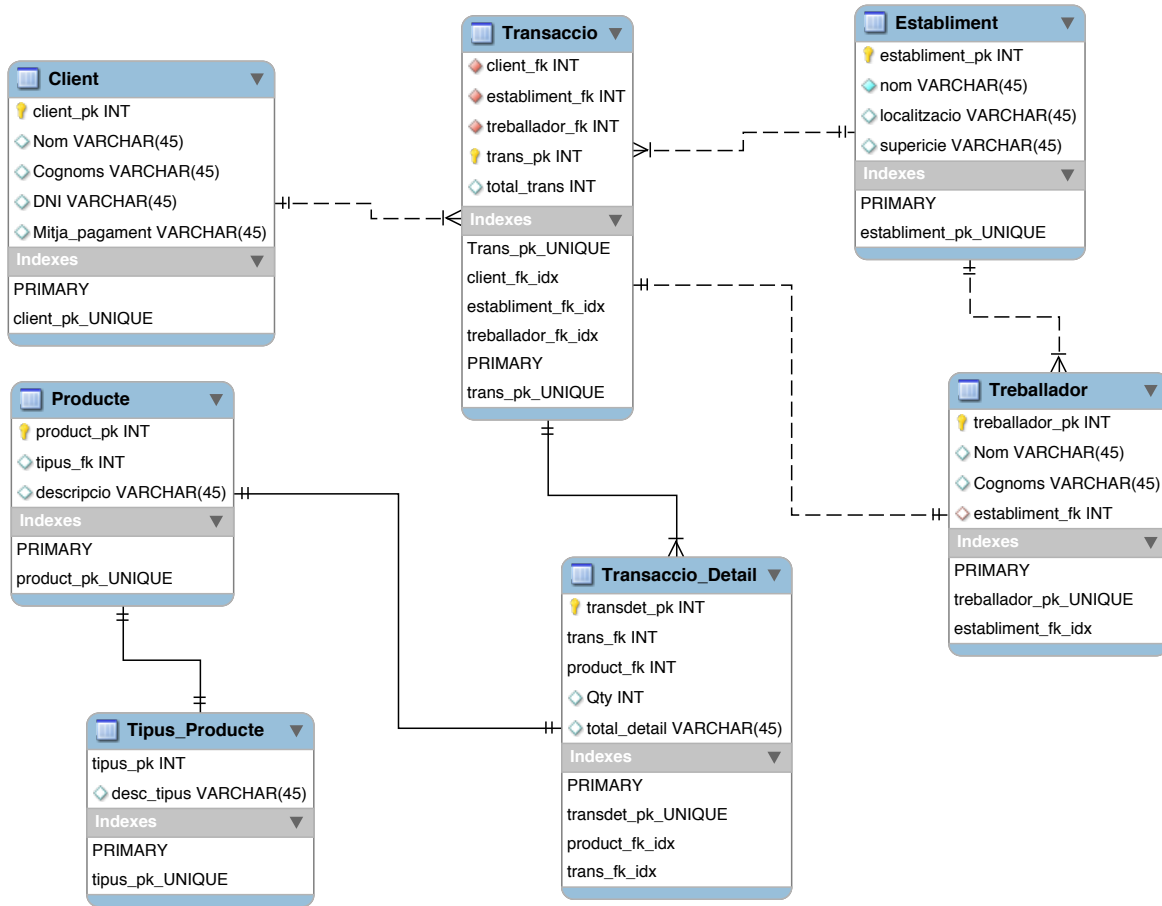 Client
client_pk INT
Nom VARCHAR(45)
Cognoms VARCHAR(45)
DNI VARCHAR(45)
Mitja_pagament VARCHAR(45)
Indexes
PRIMARY
client_pk_UNIQUE
Transaccio
client_fk INT
establiment_fk INT
treballador_fk INT
trans_pk INT
total_trans INT
Indexes
Trans_pk_UNIQUE
client_fk_idx
establiment_fk_idx
treballador_fk_idx
PRIMARY
trans_pk_UNIQUE
Establiment
establiment_pk INT
nom VARCHAR(45)
localitzacio VARCHAR(45)
supericie VARCHAR(45)
Indexes
PRIMARY
establiment_pk_UNIQUE
Producte
product_pk INT
tipus_fk INT
descripcio VARCHAR(45)
Indexes
PRIMARY
product_pk_UNIQUE
Treballador
treballador_pk INT
Nom VARCHAR(45)
Cognoms VARCHAR(45)
establiment_fk INT
Indexes
PRIMARY
treballador_pk_UNIQUE
establiment_fk_idx
Transaccio_Detail
transdet_pk INT
trans_fk INT
product_fk INT
Qty INT
total_detail VARCHAR(45)
Indexes
PRIMARY
transdet_pk_UNIQUE
product_fk_idx
trans_fk_idx
Tipus_Producte
tipus_pk INT
desc_tipus VARCHAR(45)
Indexes
PRIMARY
tipus_pk_UNIQUE